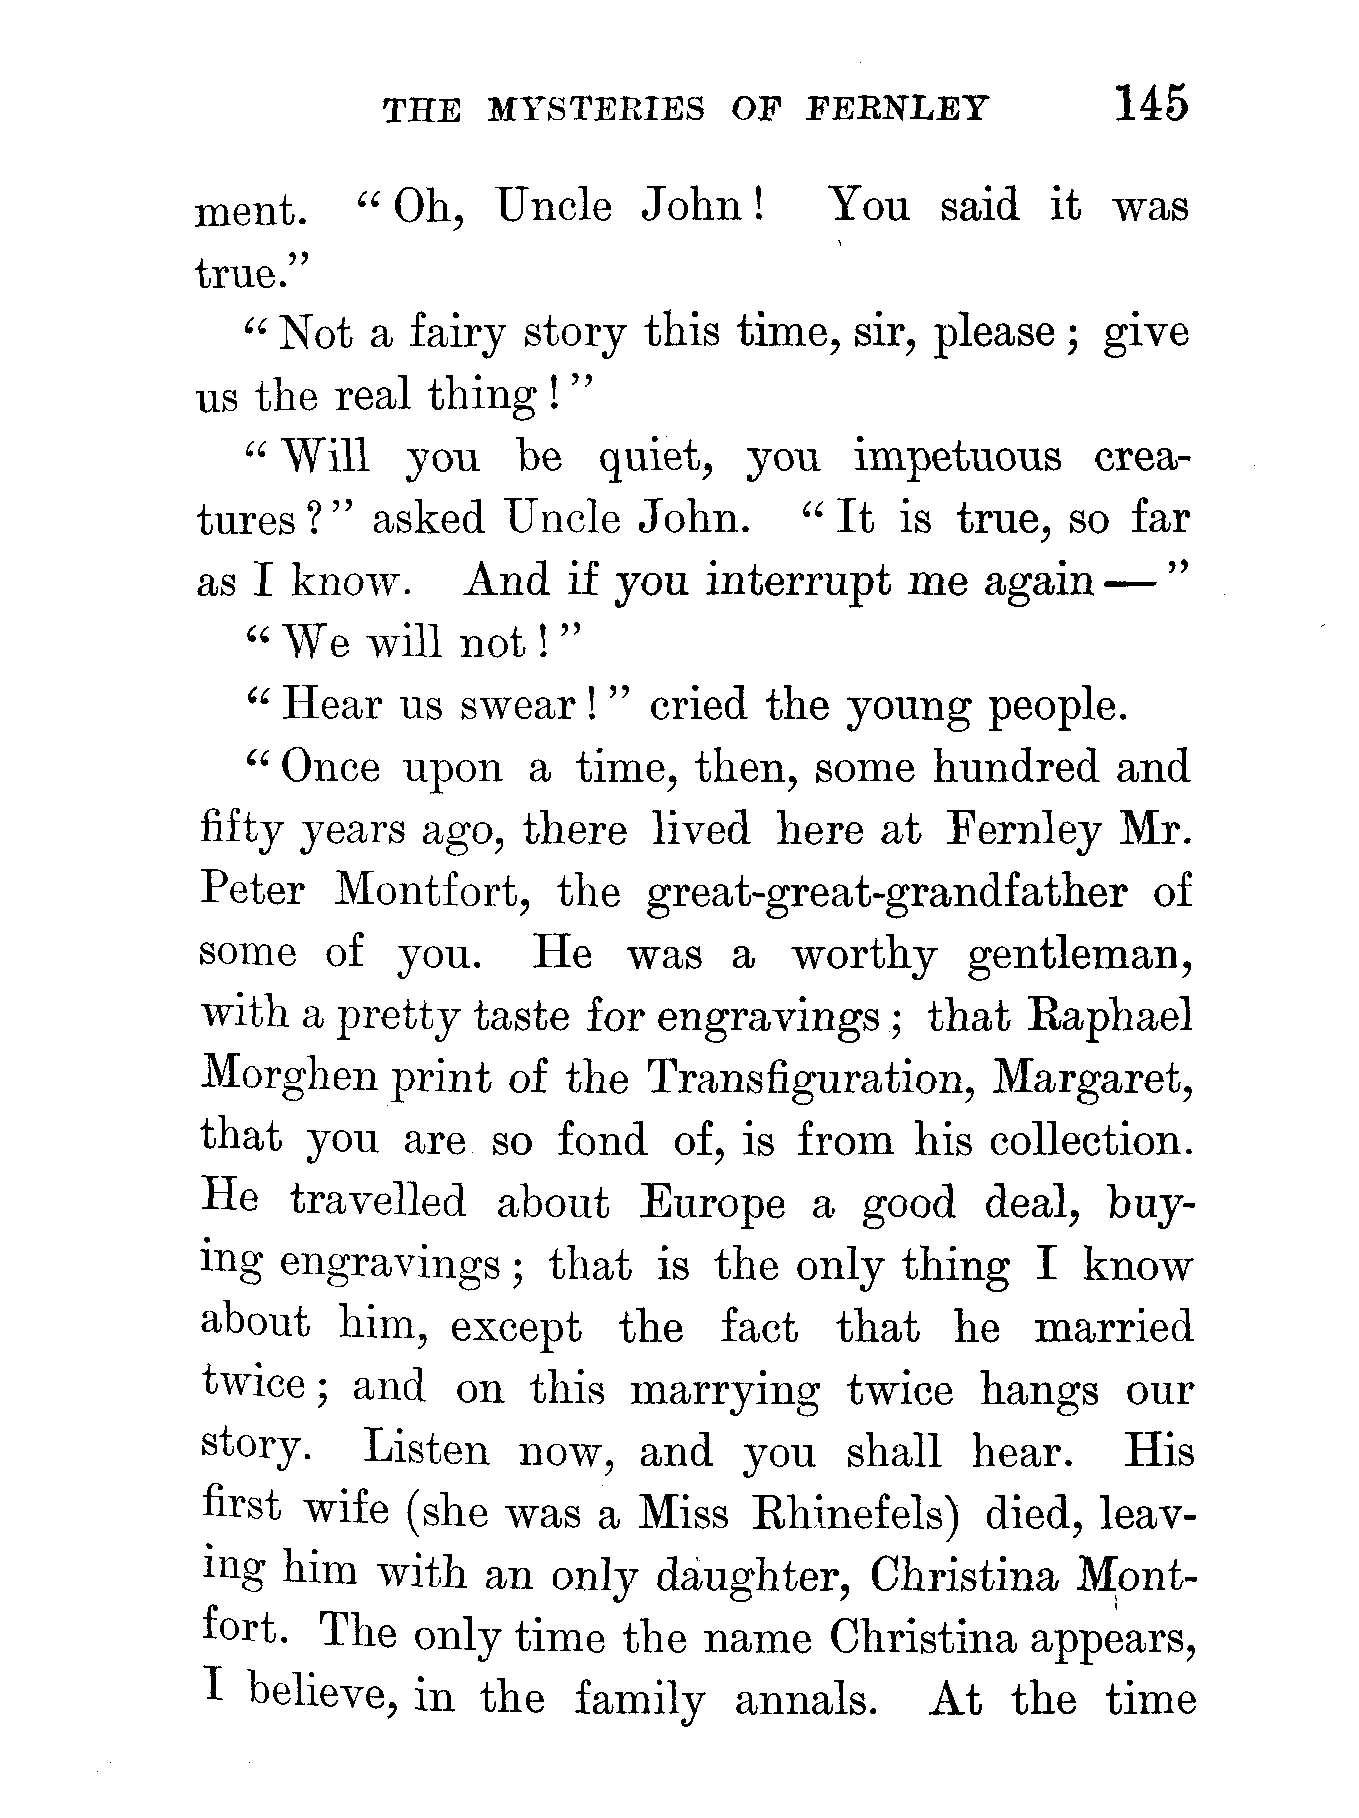 THE MYSTERIES OF FERNLEY 145
ment. "Oh, Uncle John! You said it was
true."
"Not a fairy story this time, sir, please; give
us the real thing!"
"Will you be quiet, you impetuous crea-
tures?" asked Uncle John. "It is true, so far
as I know. And if you interrupt me again—"
"We will not!"
"Hear us swear!" cried the young people.
"Once upon a time, then, some hundred and
fifty years ago, there lived here at Fernley Mr.
Peter Montfort, the great-great-grandfather of
some of you. He was a worthy gentleman,
with a pretty taste for engravings; that Raphael
Morghen print of the Transfiguration, Margaret,
that you are so fond of, is from his collection.
He travelled about Europe a good deal, buy-
ing engravings; that is the only thing I know
about him, except the fact that he married
twice; and on this marrying twice hangs our
story. Listen now, and you shall hear. His
first wife (she was a Miss Rhinefels) died, leav-
ing him with an only daughter, Christina Mont-
fort. The only time the name Christina appears,
I believe, in the family annals. At the time